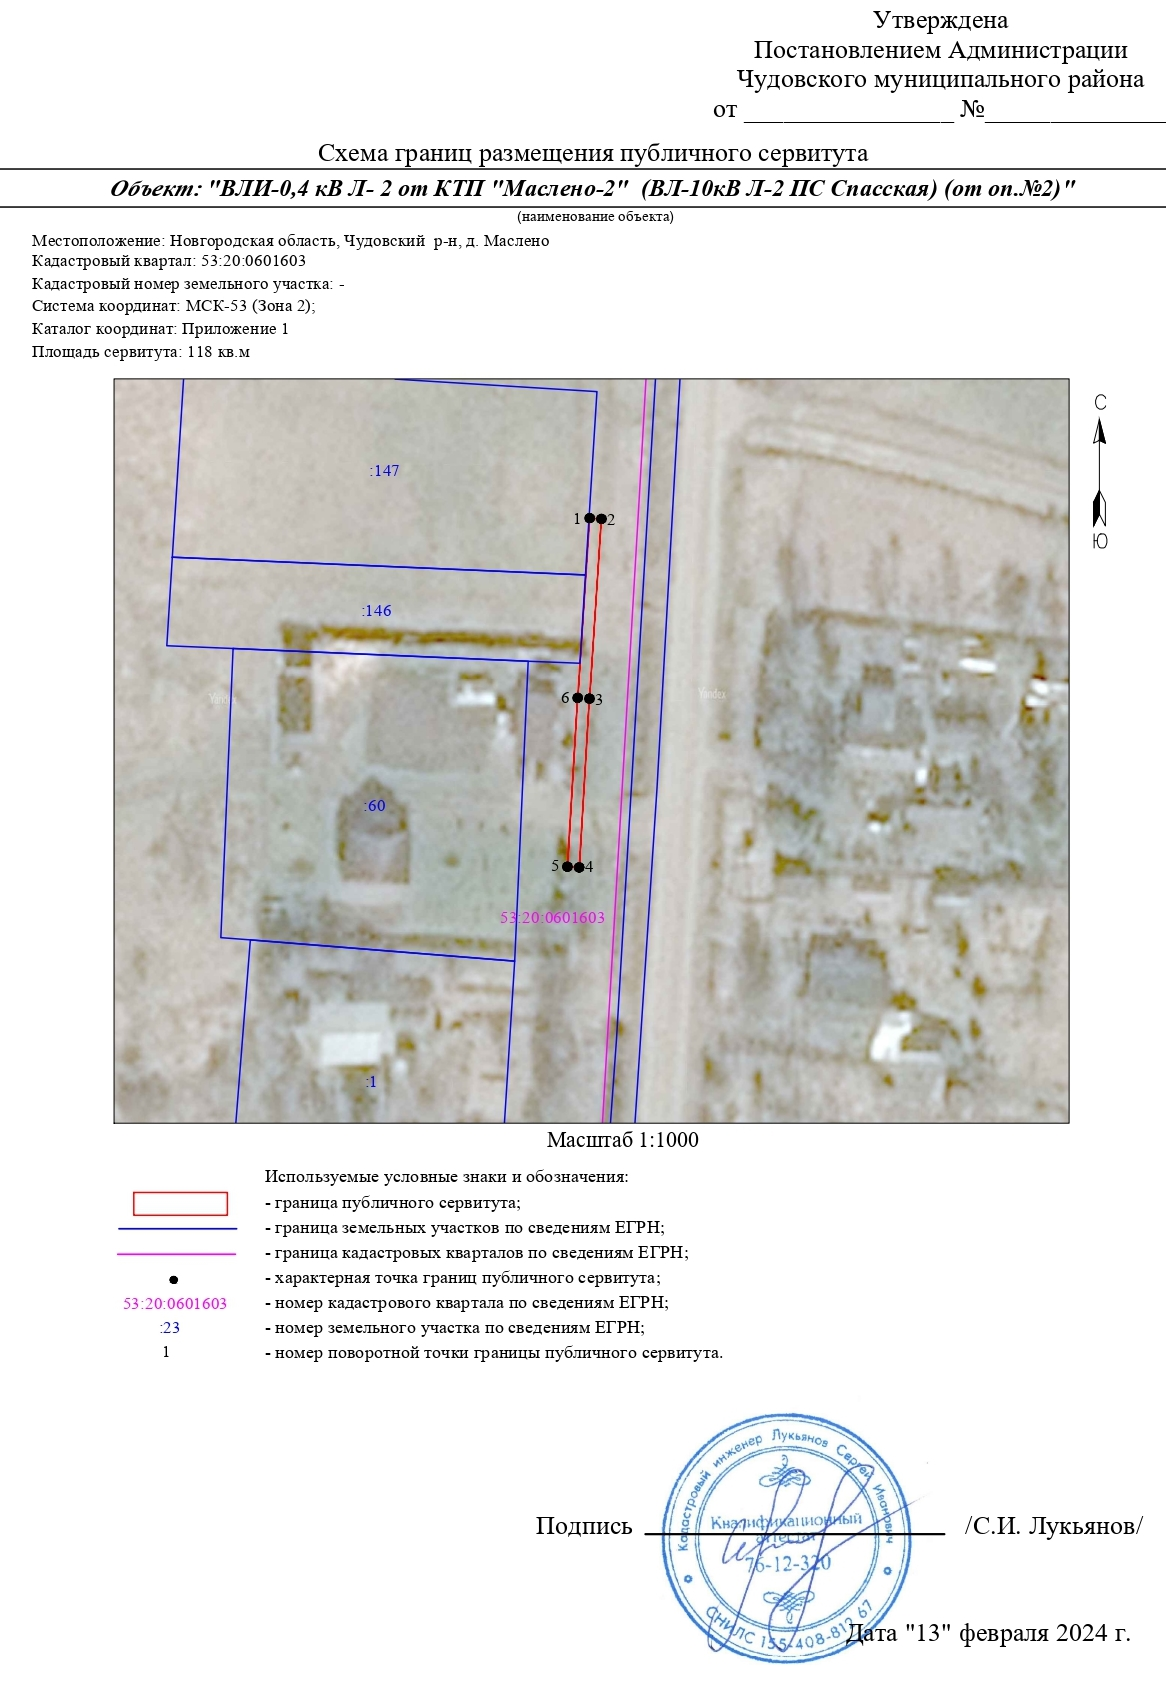 Утверждена
Постановлением Администрации
Чудовского муниципального района
от ________________ №______________
Схема границ размещения публичного сервитута
Объект: "ВЛИ-0,4 кВ Л- 2 от КТП "Маслено-2" (ВЛ-10кВ Л-2 ПС Спасская) (от оп.№2)"
(наименование объекта)
Местоположение: Новгородская область, Чудовский р-н, д. Маслено
Кадастровый квартал: 53:20:0601603
Кадастровый номер земельного участка: -
Система координат: МСК-53 (Зона 2);
Каталог координат: Приложение 1
Площадь сервитута: 118 кв.м
С
Ю
:147
1
2
:146
6
3
Yandex
Yandex
:60
5
4
53:20:0601603
:1
Масштаб 1:1000
Используемые условные знаки и обозначения:
- граница публичного сервитута;
- граница земельных участков по сведениям ЕГРН;
- граница кадастровых кварталов по сведениям ЕГРН;
- характерная точка границ публичного сервитута;
53:20:0601603 - номер кадастрового квартала по сведениям ЕГРН;
:23 - номер земельного участка по сведениям ЕГРН;
1 - номер поворотной точки границы публичного сервитута.
Кадастровый инженер Лукьянов Сергей Иванович
Квалификационный
аттестат
76-12-320
СНИЛС 155-408-812 67
Подпись /С.И. Лукьянов/
Дата "13" февраля 2024 г.